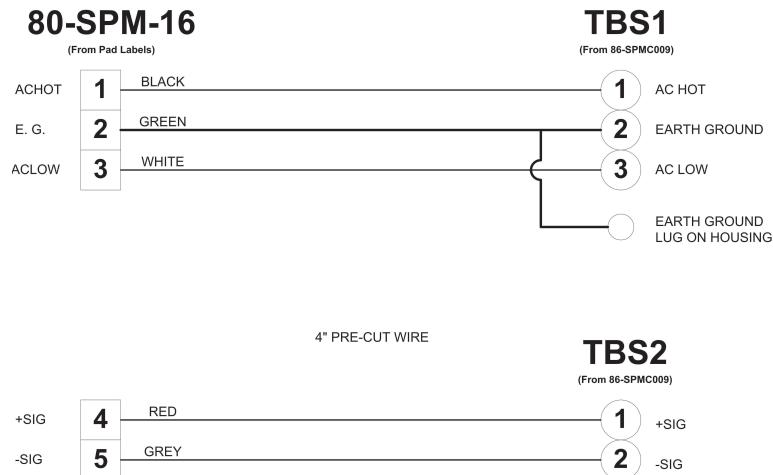 80-SPM-16 TBS1
(From Pad Labels) (From 86-SPMC009)
ACHOT 1 BLACK 1 AC HOT
E. G. 2 GREEN 2 EARTH GROUND
ACLOW 3 WHITE 3 AC LOW
EARTH GROUND
LUG ON HOUSING
4" PRE-CUT WIRE
TBS2
(From 86-SPMC009)
+SIG 4 RED 1 +SIG
-SIG 5 GREY 2 -SIG